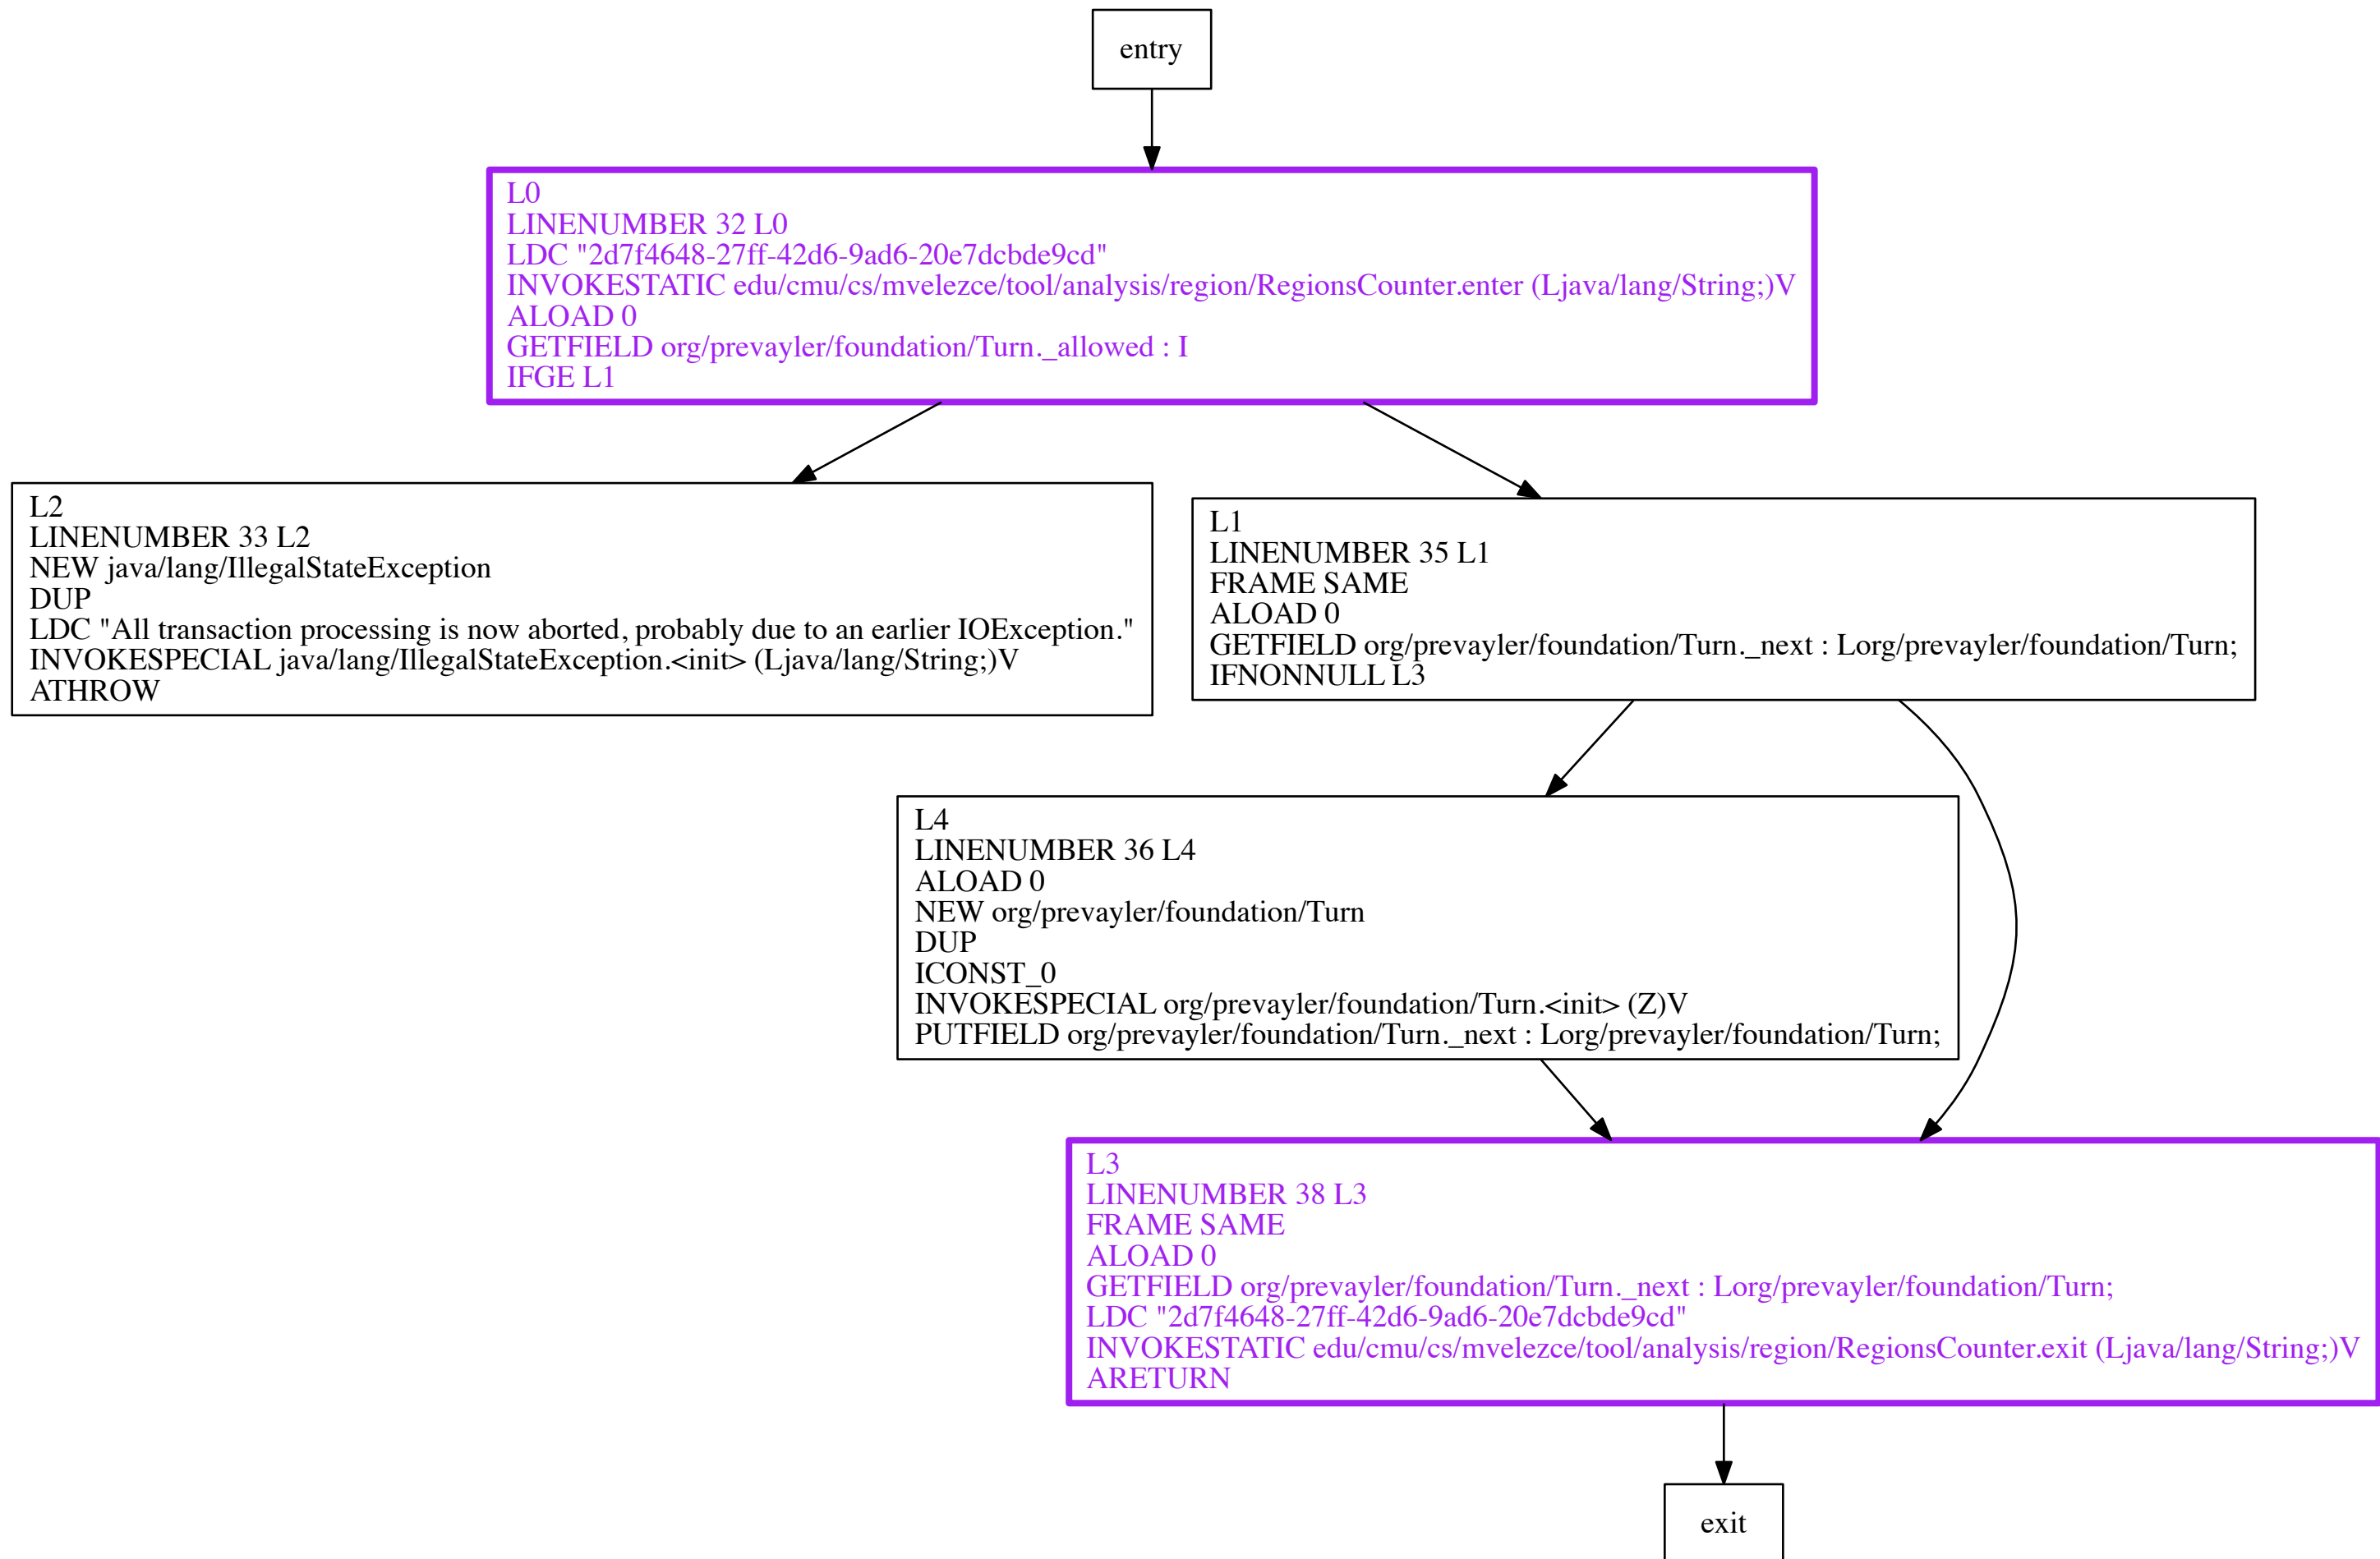 entry
L0
LINENUMBER 32 L0
LDC "2d7f4648-27ff-42d6-9ad6-20e7dcbde9cd"
INVOKESTATIC edu/cmu/cs/mvelezce/tool/analysis/region/RegionsCounter.enter (Ljava/lang/String;)V
ALOAD 0
GETFIELD org/prevayler/foundation/Turn._allowed : I
IFGE L1
L2
LINENUMBER 33 L2
NEW java/lang/IllegalStateException
DUP
LDC "All transaction processing is now aborted, probably due to an earlier IOException."
INVOKESPECIAL java/lang/IllegalStateException.<init> (Ljava/lang/String;)V
ATHROW
L1
LINENUMBER 35 L1
FRAME SAME
ALOAD 0
GETFIELD org/prevayler/foundation/Turn._next : Lorg/prevayler/foundation/Turn;
IFNONNULL L3
L4
LINENUMBER 36 L4
ALOAD 0
NEW org/prevayler/foundation/Turn
DUP
ICONST_0
INVOKESPECIAL org/prevayler/foundation/Turn.<init> (Z)V
PUTFIELD org/prevayler/foundation/Turn._next : Lorg/prevayler/foundation/Turn;
L3
LINENUMBER 38 L3
FRAME SAME
ALOAD 0
GETFIELD org/prevayler/foundation/Turn._next : Lorg/prevayler/foundation/Turn;
LDC "2d7f4648-27ff-42d6-9ad6-20e7dcbde9cd"
INVOKESTATIC edu/cmu/cs/mvelezce/tool/analysis/region/RegionsCounter.exit (Ljava/lang/String;)V
ARETURN
exit